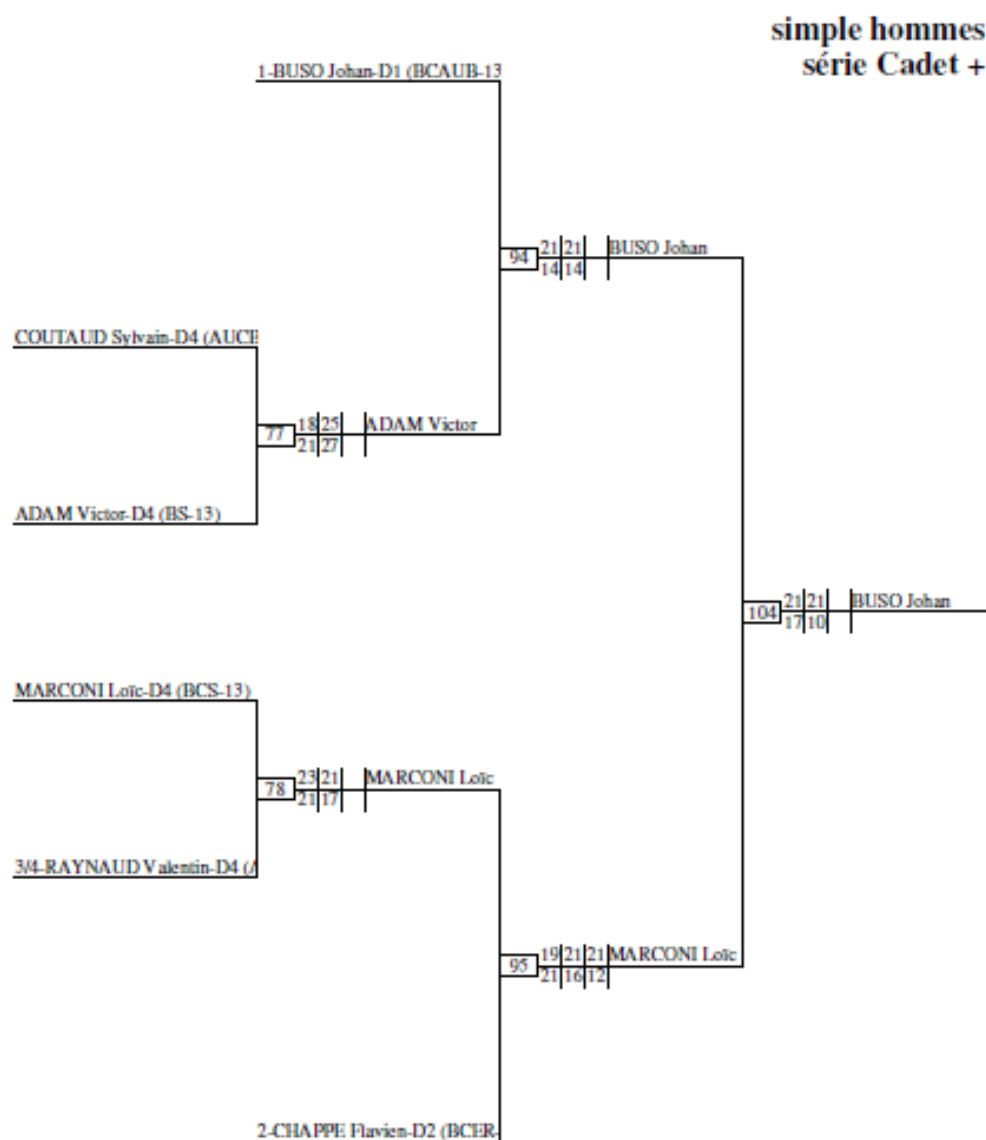 simple hommes
série Cadet +
1-BUSO Johan-D1 (BCAUB-13
21 21 BUSO Johan
94
14 14
COUTAUD Sylvain-D4 (AUCE
18 25 ADAM Victor
77
21 27
ADAM Victor-D4 (BS-13)
21 21 BUSO Johan
104
17 10
MARCONI Loïc-D4 (BCS-13)
23 21 MARCONI Loïc
78
21 17
3/4-RAYNAUD Valentin-D4 (A
19 21 21 MARCONI Loïc
95
21 16 12
2-CHAPPE Flavien-D2 (BCER-